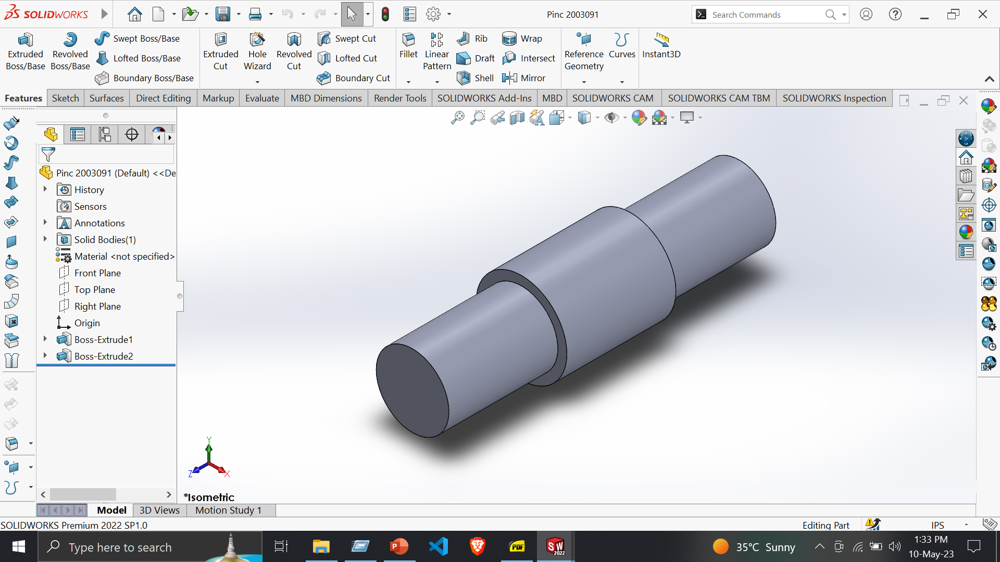 SOLIDWORKS
Pinc 2003091
Search Commands
Extruded Boss/Base
Revolved Boss/Base
Swept Boss/Base
Lofted Boss/Base
Boundary Boss/Base
Extruded Cut
Hole Wizard
Revolved Cut
Swept Cut
Lofted Cut
Boundary Cut
Fillet
Linear Pattern
Rib
Draft
Shell
Wrap
Intersect
Mirror
Reference Geometry
Curves
Instant3D
Features
Sketch
Surfaces
Direct Editing
Markup
Evaluate
MBD Dimensions
Render Tools
SOLIDWORKS Add-Ins
MBD
SOLIDWORKS CAM
SOLIDWORKS CAM TBM
SOLIDWORKS Inspection
Pinc 2003091 (Default) <<De
History
Sensors
Annotations
Solid Bodies(1)
Material <not specified>
Front Plane
Top Plane
Right Plane
Origin
Boss-Extrude1
Boss-Extrude2
Y
Z
X
*Isometric
Model
3D Views
Motion Study 1
SOLIDWORKS Premium 2022 SP1.0
Editing Part
IPS
Type here to search
P
PDF
SW
2022
35°C Sunny
1:33 PM
10-May-23